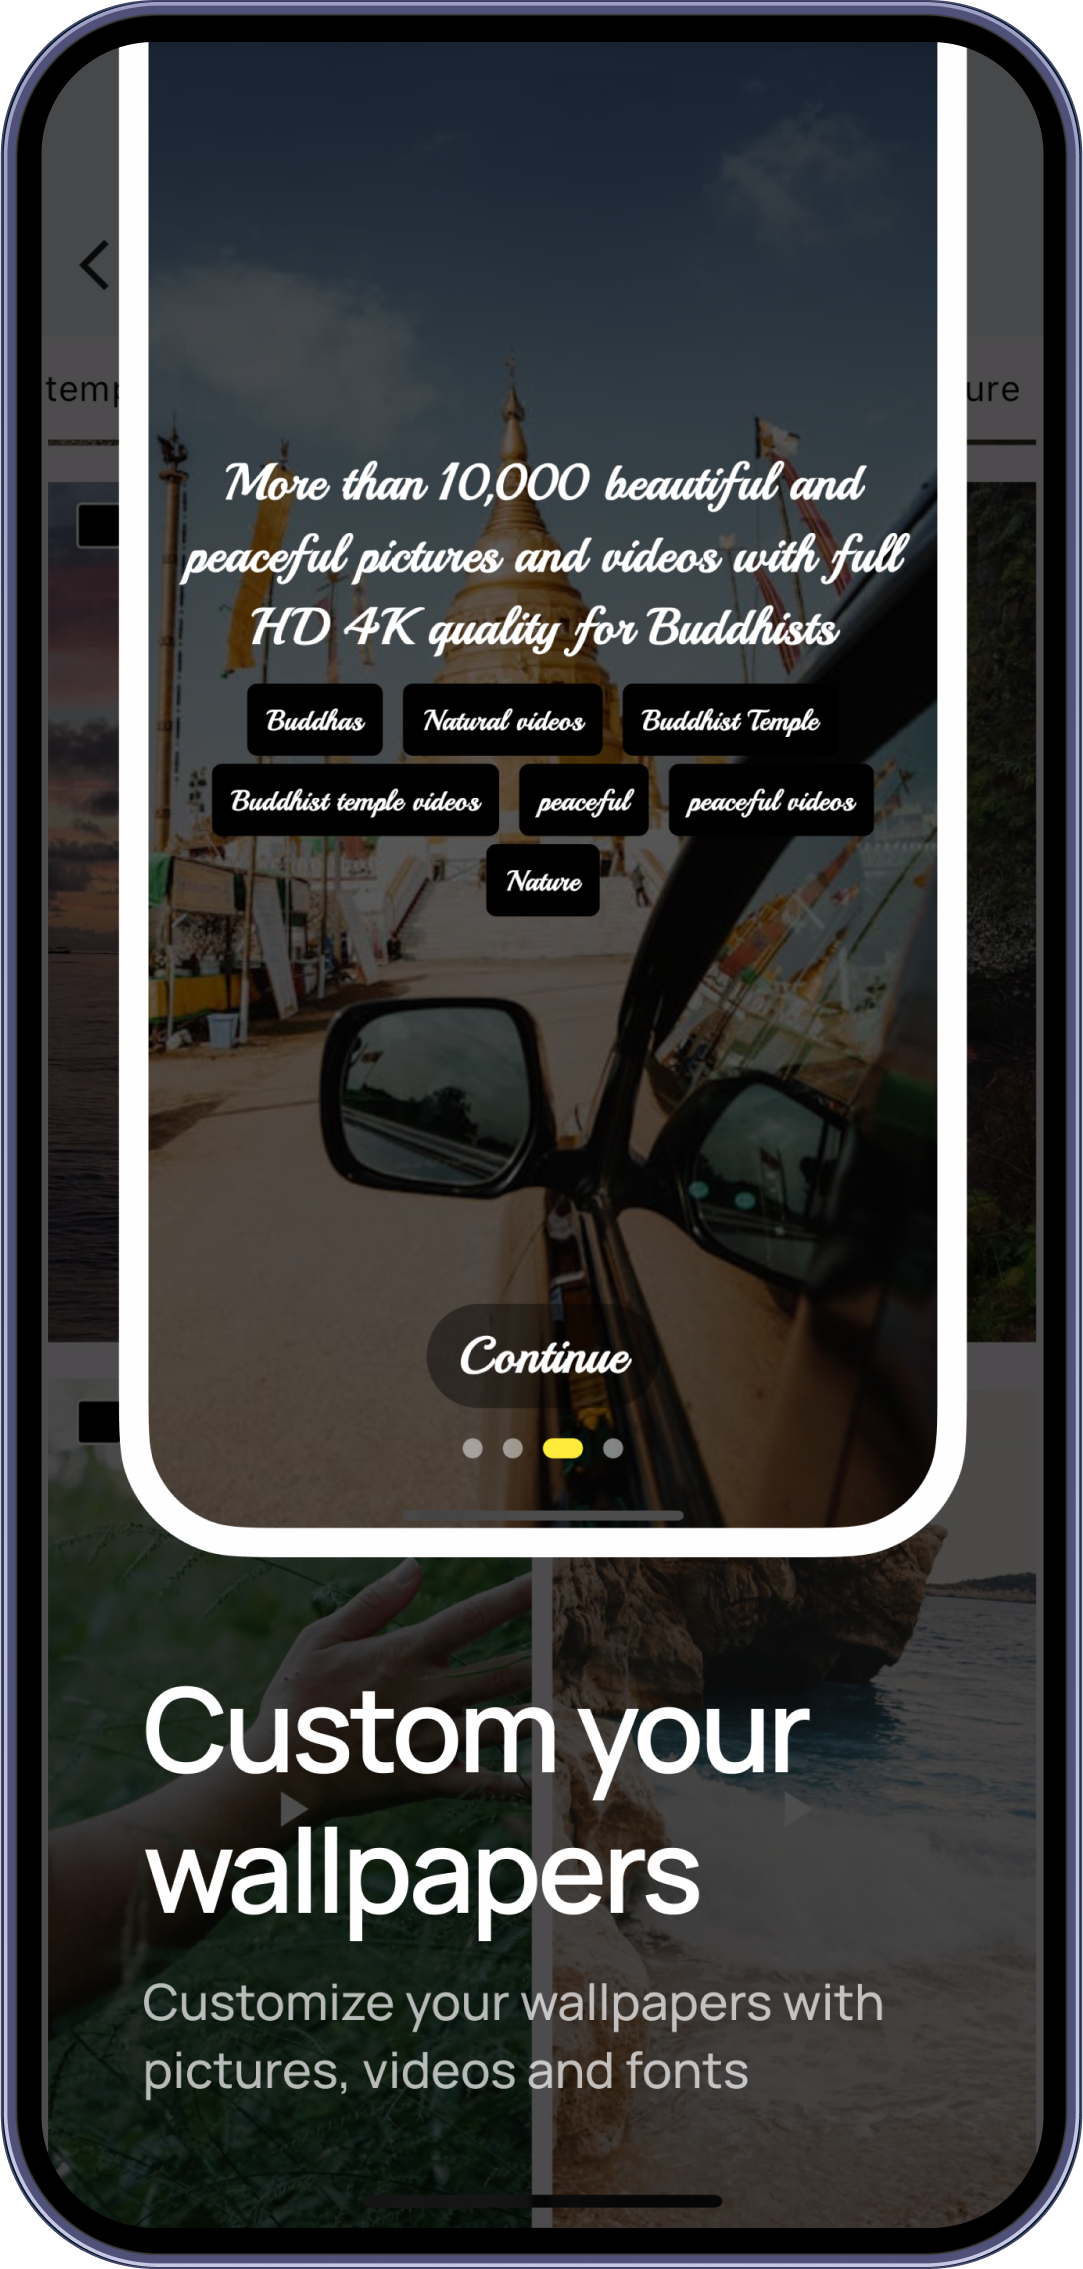 temp
ure
More than 10,000 beautiful and
peaceful pictures and videos with full
HD 4K quality for Buddhists
Buddhas Natural videos Buddhist Temple
Buddhist temple videos peaceful peaceful videos
Nature
Continue
Custom your
wallpapers
Customize your wallpapers with
pictures, videos and fonts